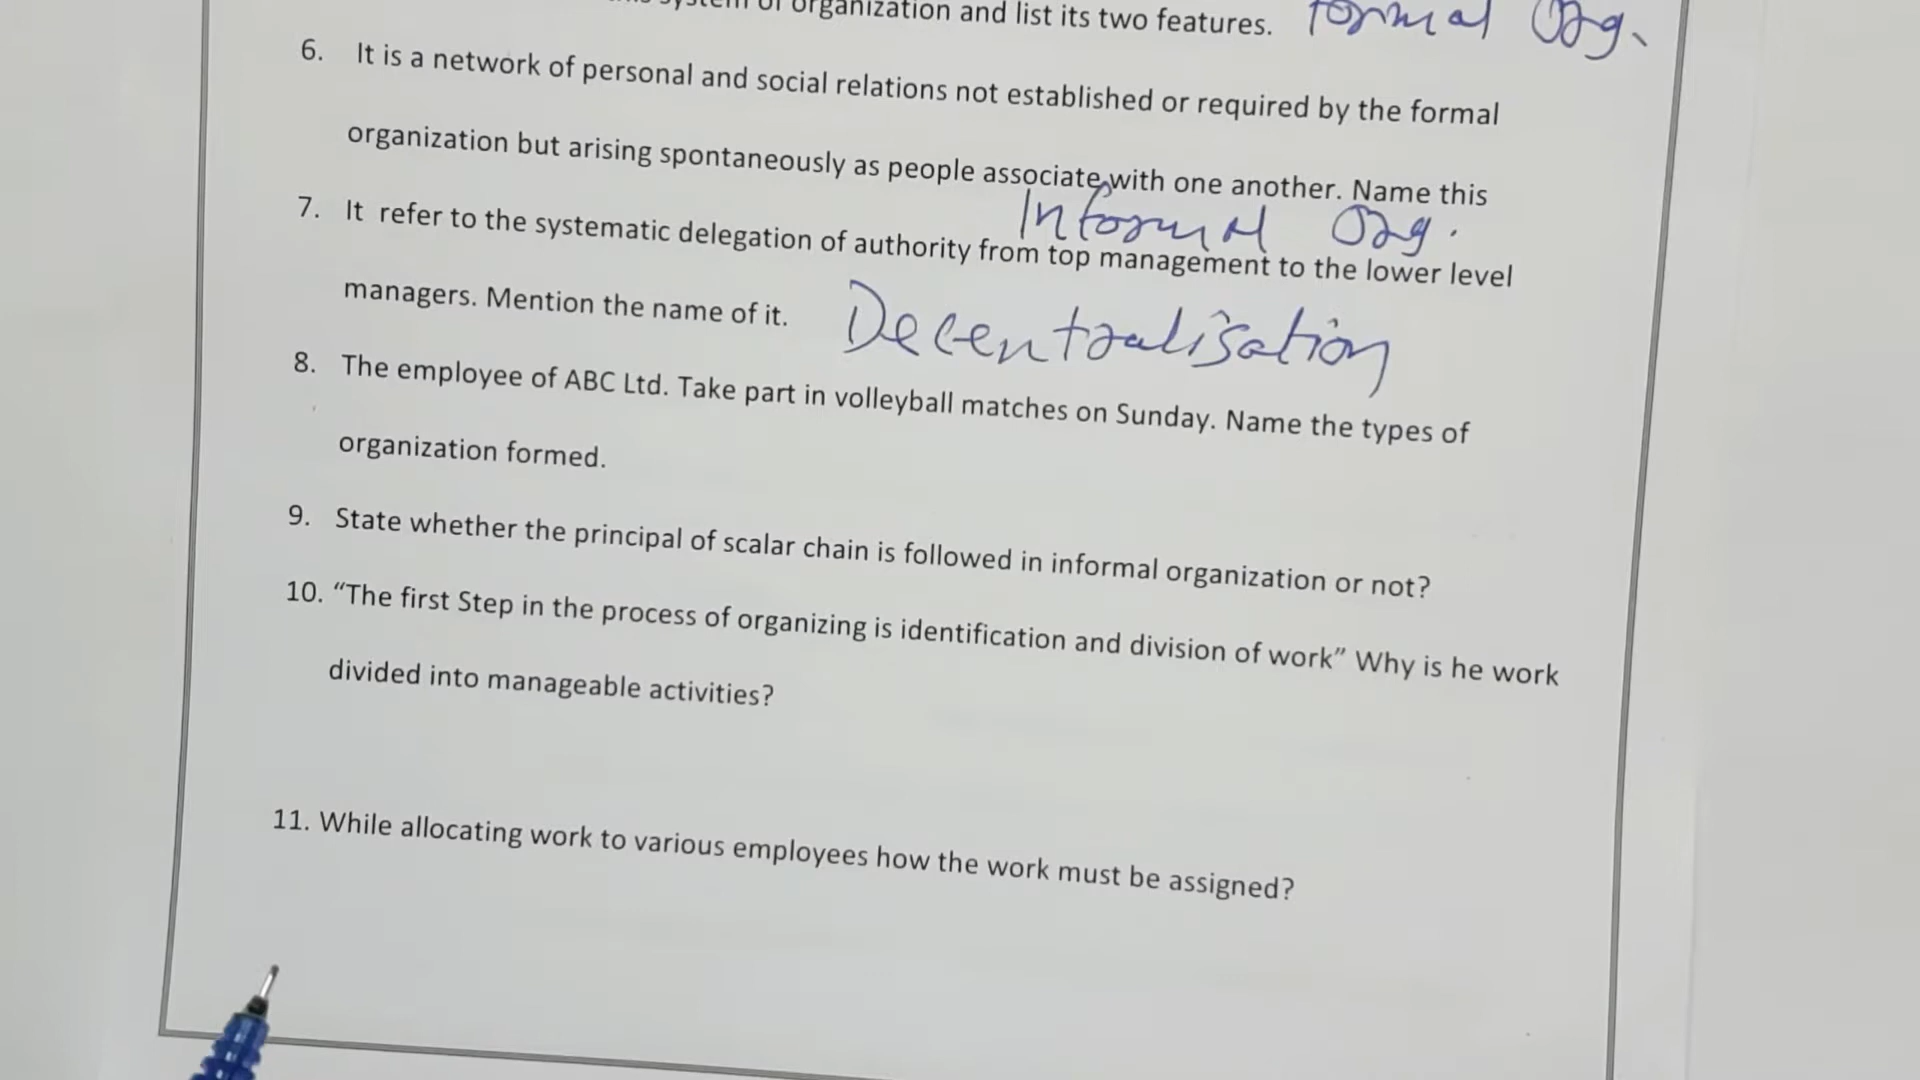 system of organization and list its two features. Formal Org.
6. It is a network of personal and social relations not established or required by the formal
organization but arising spontaneously as people associate with one another. Name this
Informal Org.
7. It refer to the systematic delegation of authority from top management to the lower level
managers. Mention the name of it. Decentralisation
8. The employee of ABC Ltd. Take part in volleyball matches on Sunday. Name the types of
organization formed.
9. State whether the principal of scalar chain is followed in informal organization or not?
10. “The first Step in the process of organizing is identification and division of work” Why is he work
divided into manageable activities?
11. While allocating work to various employees how the work must be assigned?